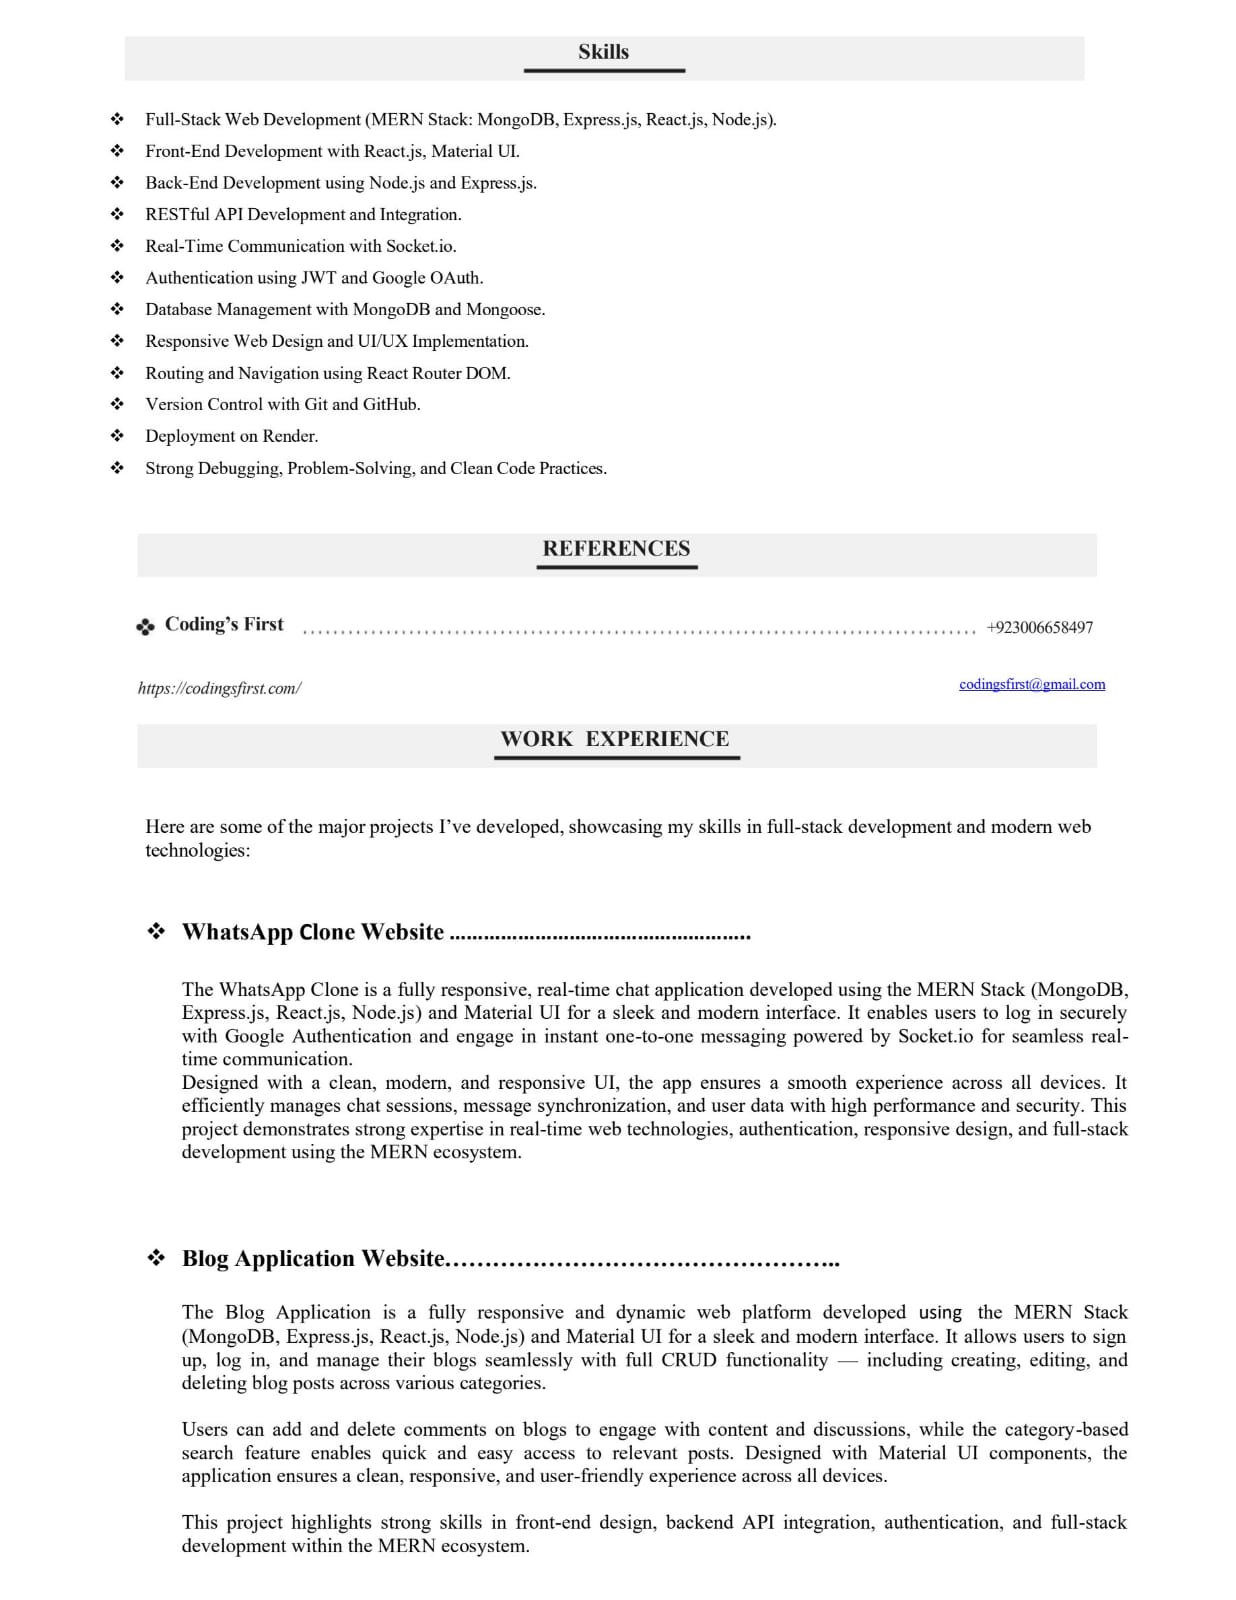 Skills
❖ Full-Stack Web Development (MERN Stack: MongoDB, Express.js, React.js, Node.js).
❖ Front-End Development with React.js, Material UI.
❖ Back-End Development using Node.js and Express.js.
❖ RESTful API Development and Integration.
❖ Real-Time Communication with Socket.io.
❖ Authentication using JWT and Google OAuth.
❖ Database Management with MongoDB and Mongoose.
❖ Responsive Web Design and UI/UX Implementation.
❖ Routing and Navigation using React Router DOM.
❖ Version Control with Git and GitHub.
❖ Deployment on Render.
❖ Strong Debugging, Problem-Solving, and Clean Code Practices.
REFERENCES
✤ Coding’s First ........................................................................................ +923006658497
https://codingsfirst.com/ codingsfirst@gmail.com
WORK EXPERIENCE
Here are some of the major projects I’ve developed, showcasing my skills in full-stack development and modern web
technologies:
❖ WhatsApp Clone Website .....................................................
The WhatsApp Clone is a fully responsive, real-time chat application developed using the MERN Stack (MongoDB,
Express.js, React.js, Node.js) and Material UI for a sleek and modern interface. It enables users to log in securely
with Google Authentication and engage in instant one-to-one messaging powered by Socket.io for seamless real-
time communication.
Designed with a clean, modern, and responsive UI, the app ensures a smooth experience across all devices. It
efficiently manages chat sessions, message synchronization, and user data with high performance and security. This
project demonstrates strong expertise in real-time web technologies, authentication, responsive design, and full-stack
development using the MERN ecosystem.
❖ Blog Application Website…………………………………………..
The Blog Application is a fully responsive and dynamic web platform developed using the MERN Stack
(MongoDB, Express.js, React.js, Node.js) and Material UI for a sleek and modern interface. It allows users to sign
up, log in, and manage their blogs seamlessly with full CRUD functionality — including creating, editing, and
deleting blog posts across various categories.
Users can add and delete comments on blogs to engage with content and discussions, while the category-based
search feature enables quick and easy access to relevant posts. Designed with Material UI components, the
application ensures a clean, responsive, and user-friendly experience across all devices.
This project highlights strong skills in front-end design, backend API integration, authentication, and full-stack
development within the MERN ecosystem.